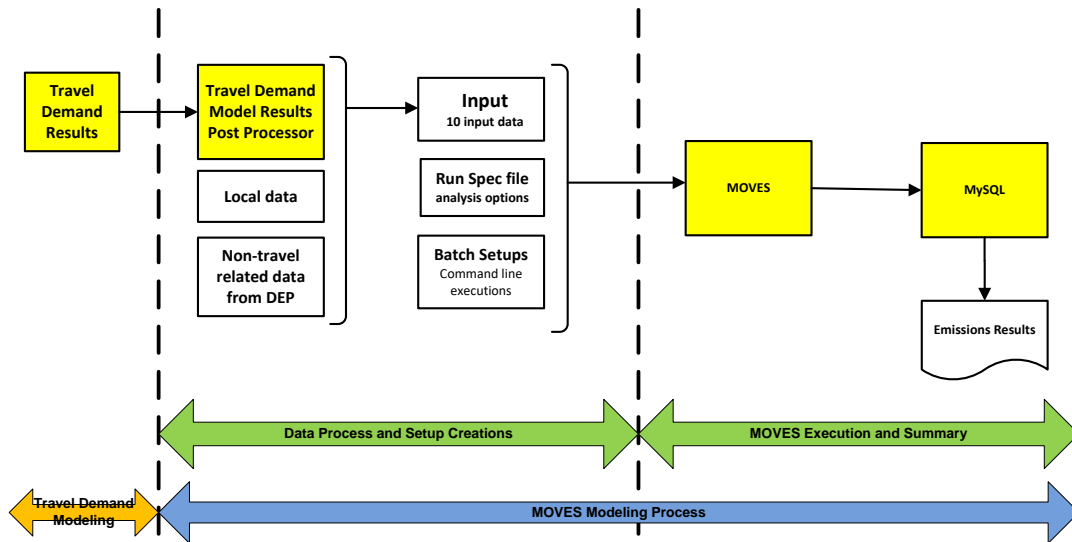 Travel
Demand
Results
Travel Demand
Model Results
Post Processor
Local data
Non-travel
related data
from DEP
Input
10 input data
Run Spec file
analysis options
Batch Setups
Command line
executions
MOVES
MySQL
Emissions Results
Data Process and Setup Creations
MOVES Execution and Summary
Travel Demand
Modeling
MOVES Modeling Process